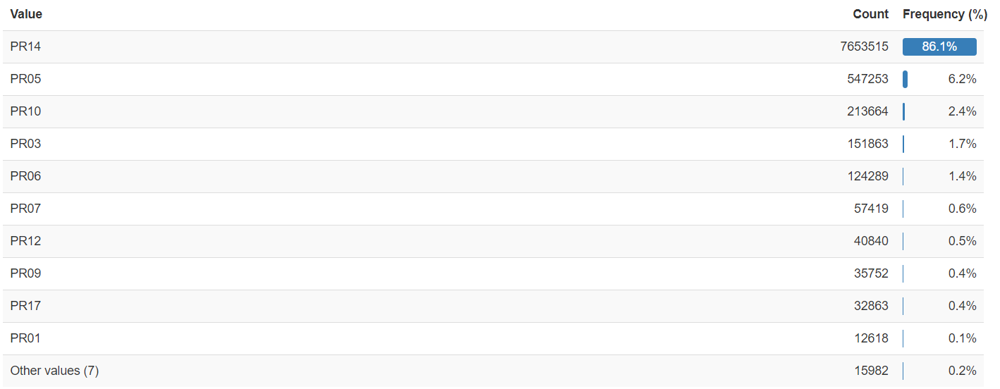 Value Count Frequency (%)
PR14 7653515 86.1%
PR05 547253 6.2%
PR10 213664 2.4%
PR03 151863 1.7%
PR06 124289 1.4%
PR07 57419 0.6%
PR12 40840 0.5%
PR09 35752 0.4%
PR17 32863 0.4%
PR01 12618 0.1%
Other values (7) 15982 0.2%